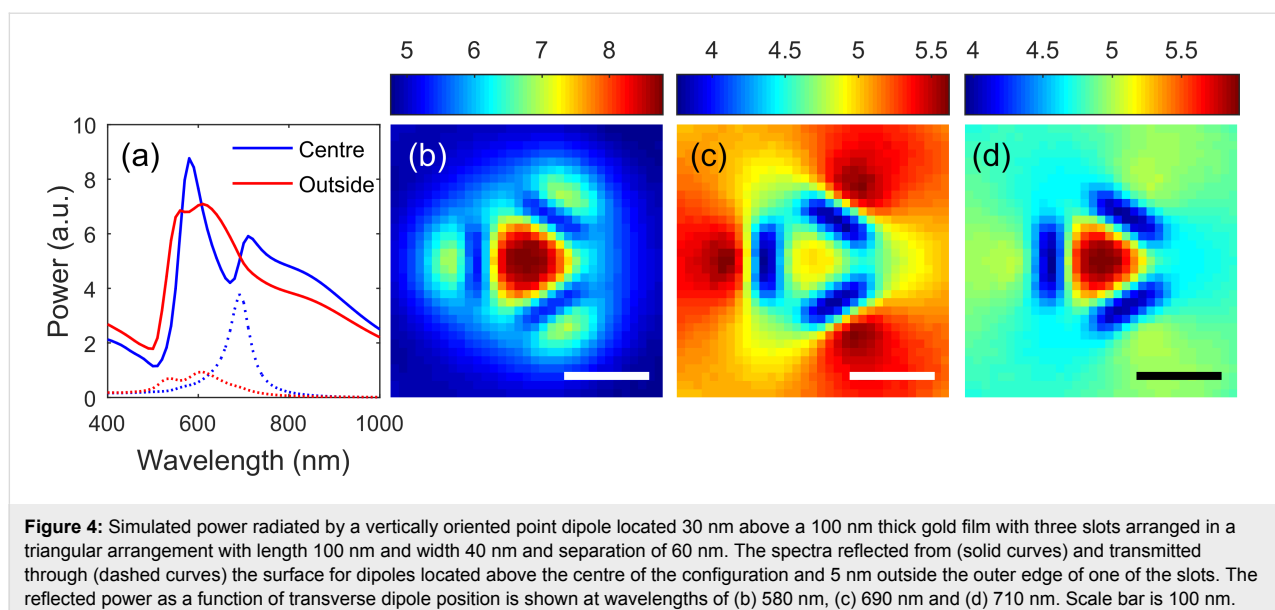 5 6 7 8
4 4.5 5 5.5
4 4.5 5 5.5
10
8
6
4
2
0
Power (a.u.)
(a)
Centre
Outside
400 600 800 1000
Wavelength (nm)
(b)
(c)
(d)
Figure 4: Simulated power radiated by a vertically oriented point dipole located 30 nm above a 100 nm thick gold film with three slots arranged in a
triangular arrangement with length 100 nm and width 40 nm and separation of 60 nm. The spectra reflected from (solid curves) and transmitted
through (dashed curves) the surface for dipoles located above the centre of the configuration and 5 nm outside the outer edge of one of the slots. The
reflected power as a function of transverse dipole position is shown at wavelengths of (b) 580 nm, (c) 690 nm and (d) 710 nm. Scale bar is 100 nm.